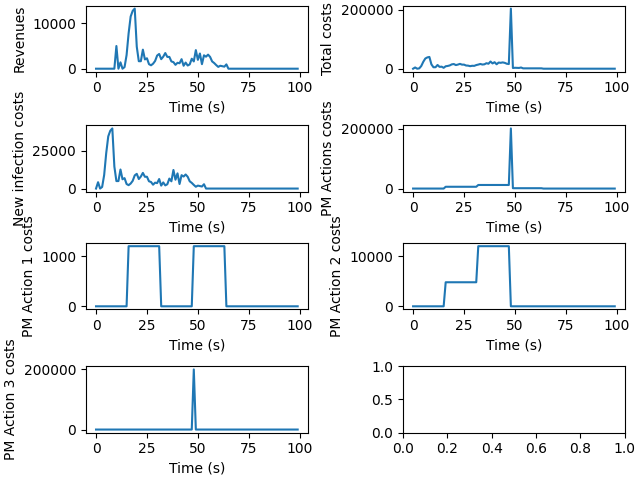 Revenues
10000
0
0 25 50 75 100
Time (s)
Total costs
200000
0
0 25 50 75 100
Time (s)
New infection costs
25000
0
0 25 50 75 100
Time (s)
PM Actions costs
200000
0
0 25 50 75 100
Time (s)
PM Action 1 costs
1000
0
0 25 50 75 100
Time (s)
PM Action 2 costs
10000
0
0 25 50 75 100
Time (s)
PM Action 3 costs
200000
0
0 25 50 75 100
Time (s)
1.0
0.5
0.0
0.0 0.2 0.4 0.6 0.8 1.0